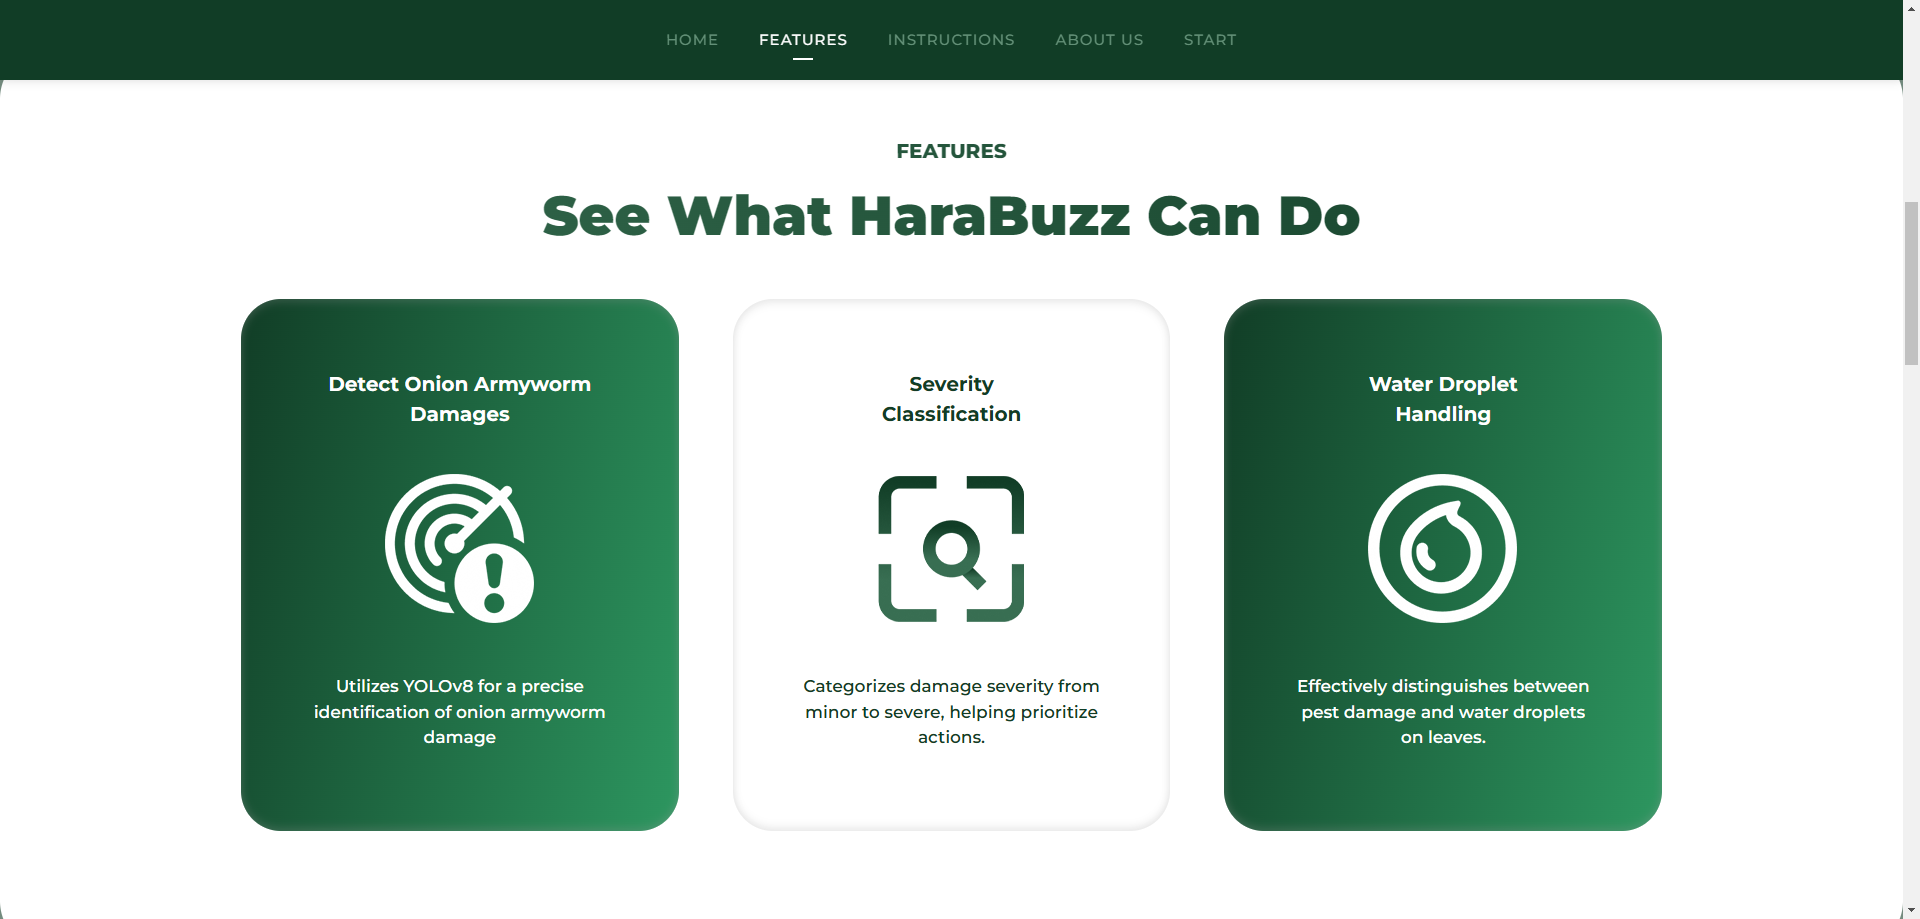 HOME FEATURES INSTRUCTIONS ABOUT US START
FEATURES
See What HaraBuzz Can Do
Detect Onion Armyworm
Damages
Utilizes YOLOv8 for a precise
identification of onion armyworm
damage
Severity
Classification
Categorizes damage severity from
minor to severe, helping prioritize
actions.
Water Droplet
Handling
Effectively distinguishes between
pest damage and water droplets
on leaves.